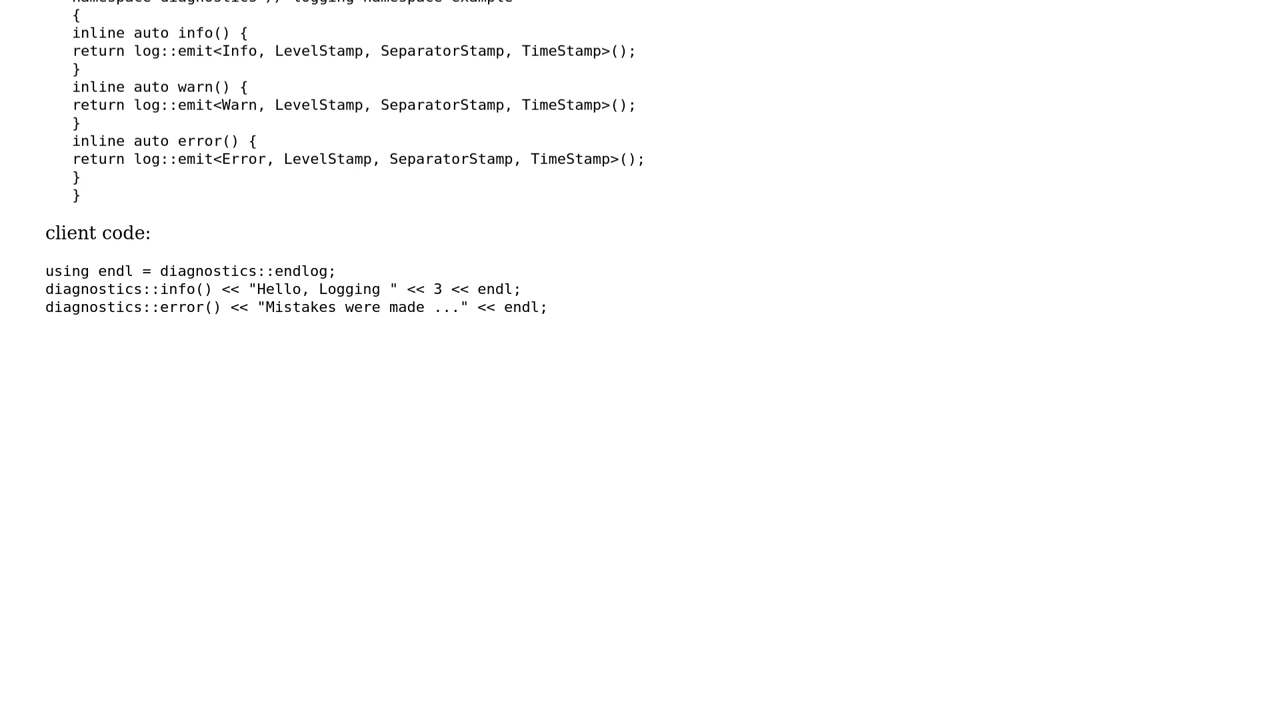 {
inline auto info() {
return log::emit<Info, LevelStamp, SeparatorStamp, TimeStamp>();
}
inline auto warn() {
return log::emit<Warn, LevelStamp, SeparatorStamp, TimeStamp>();
}
inline auto error() {
return log::emit<Error, LevelStamp, SeparatorStamp, TimeStamp>();
}
}
client code:
using endl = diagnostics::endlog;
diagnostics::info() << "Hello, Logging " << 3 << endl;
diagnostics::error() << "Mistakes were made ..." << endl;